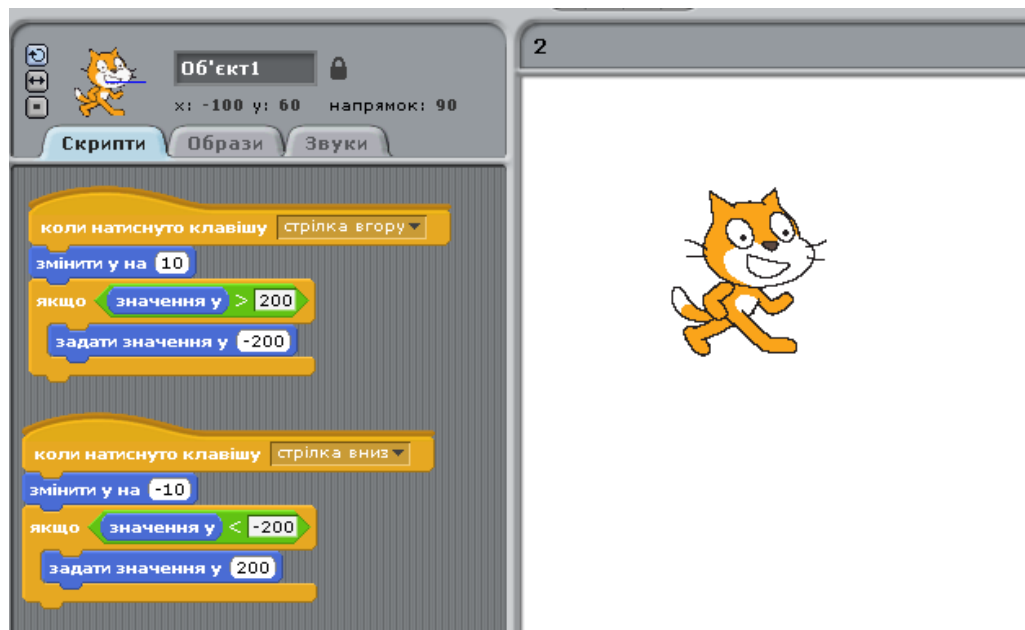 Об'єкт1
x: -100 y: 60 напрямок: 90
Скрипти Образи Звуки
коли натиснуто клавішу стрілка вгору
змінити у на 10
якщо значення у > 200
задати значення у -200
коли натиснуто клавішу стрілка вниз
змінити у на -10
якщо значення у < -200
задати значення у 200
2